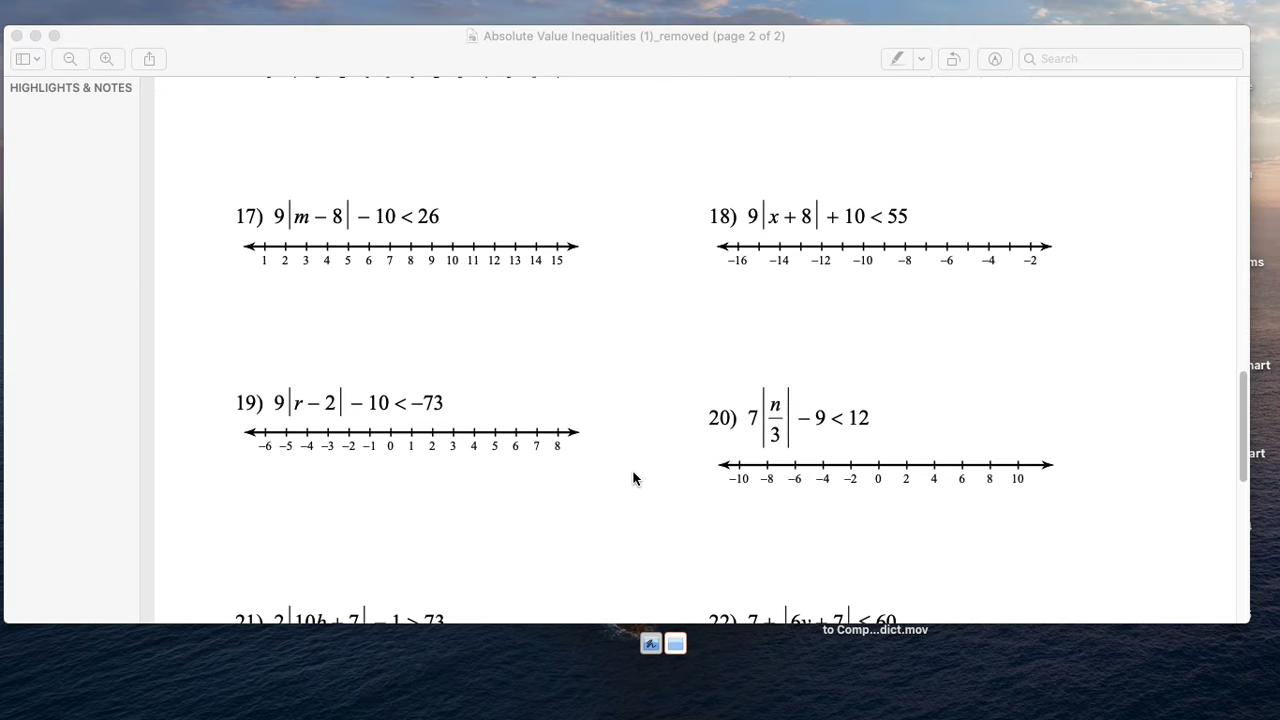 Absolute Value Inequalities (1)_removed (page 2 of 2)
Search
HIGHLIGHTS & NOTES
17) 9|m − 8| − 10 < 26
1 2 3 4 5 6 7 8 9 10 11 12 13 14 15
18) 9|x + 8| + 10 < 55
−16 −14 −12 −10 −8 −6 −4 −2
19) 9|r − 2| − 10 < −73
−6 −5 −4 −3 −2 −1 0 1 2 3 4 5 6 7 8
20) 7|n/3| − 9 < 12
−10 −8 −6 −4 −2 0 2 4 6 8 10
ms
hart
art
to Comp...dict.mov